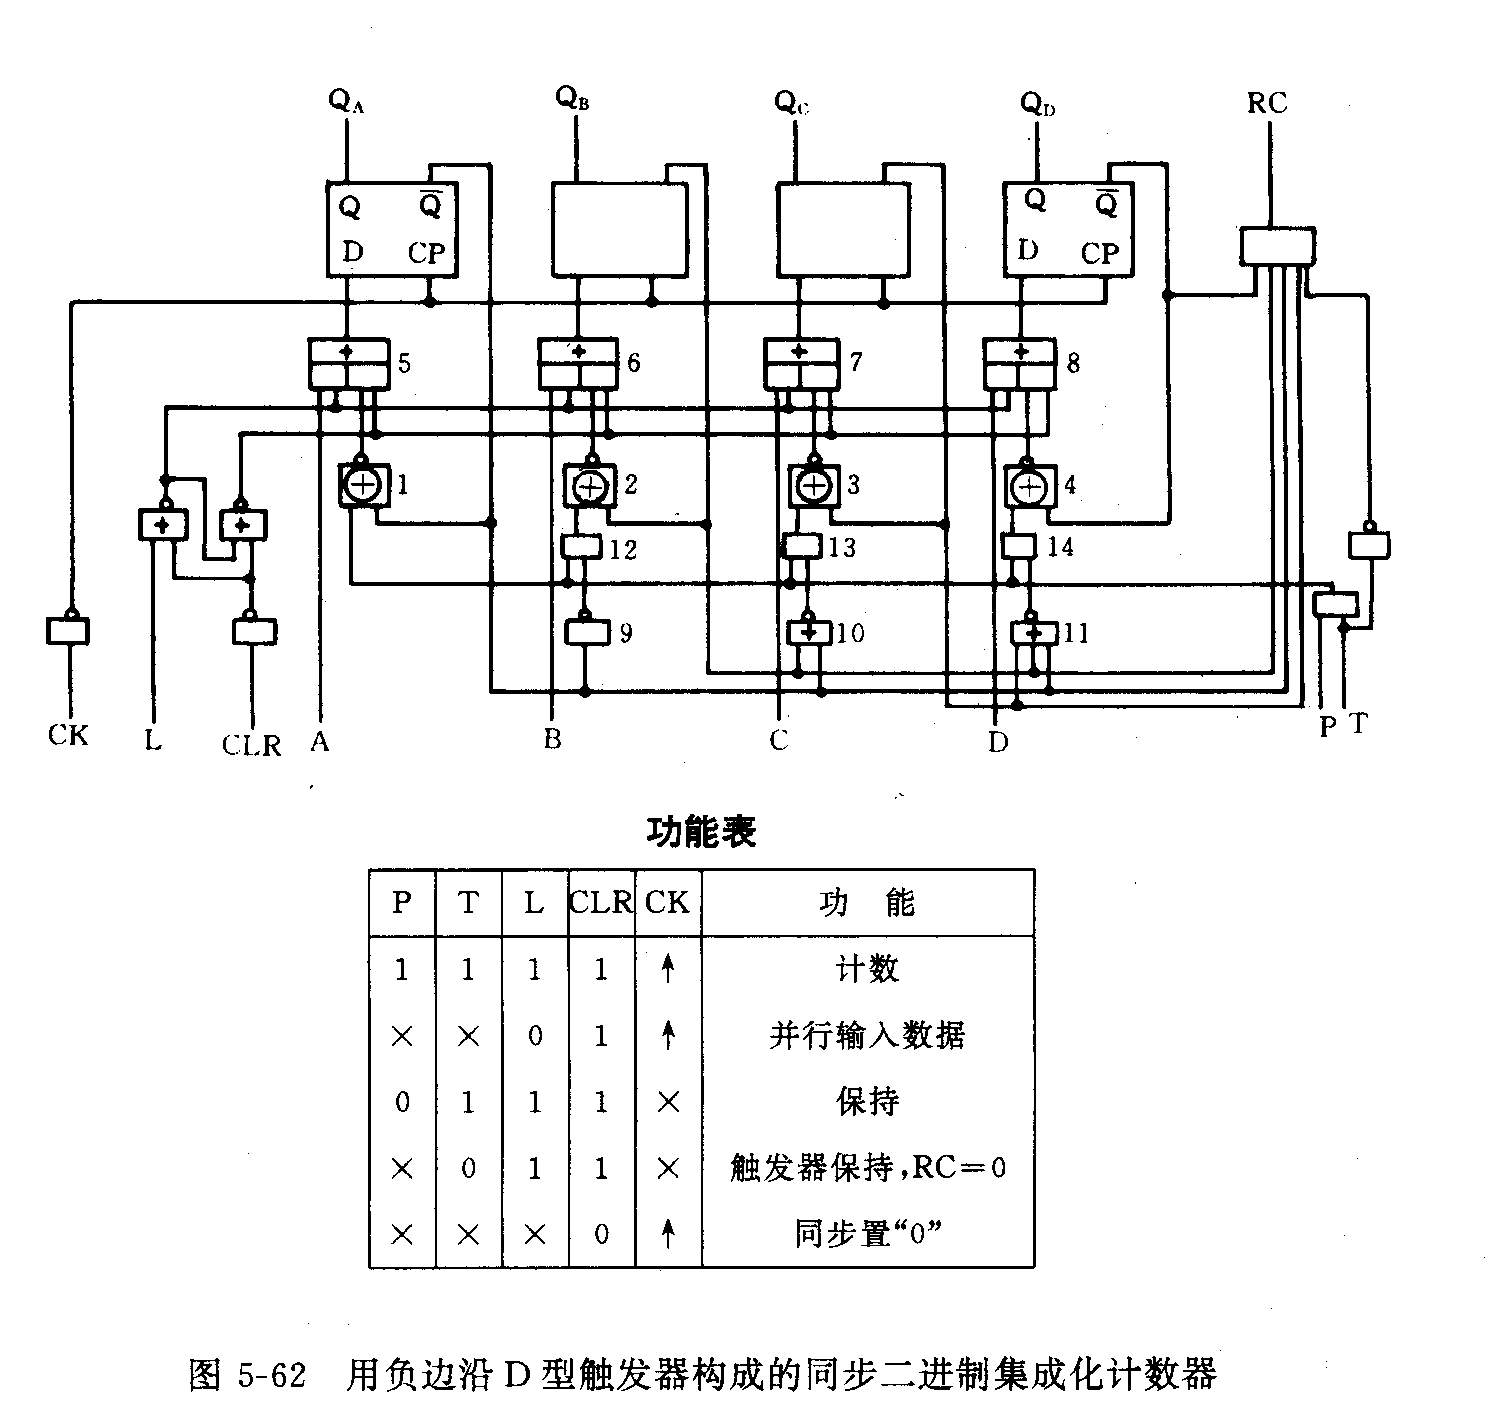 Q_A Q_B Q_C Q_D RC
Q Q̄ Q Q̄
D CP D CP
+ + + +
5 6 7 8
⊕ 1 ⊕ 2 ⊕ 3 ⊕ 4
+ + 12 13 14
9 + 10 + 11
CK L CLR A B C D P T
功能表
P T L CLR CK 功 能
1 1 1 1 ↑ 计数
× × 0 1 ↑ 并行输入数据
0 1 1 1 × 保持
× 0 1 1 × 触发器保持,RC=0
× × × 0 ↑ 同步置“0”
图 5-62 用负边沿 D 型触发器构成的同步二进制集成化计数器